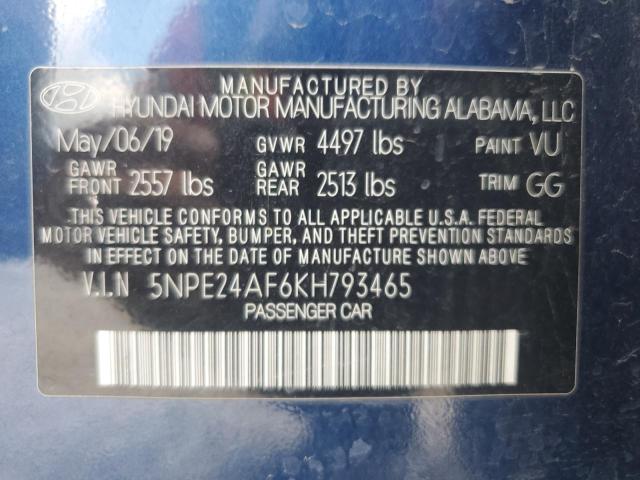 MANUFACTURED BY
HYUNDAI MOTOR MANUFACTURING ALABAMA, LLC
May/06/19 GVWR 4497 lbs PAINT VU
GAWR FRONT 2557 lbs GAWR REAR 2513 lbs TRIM GG
THIS VEHICLE CONFORMS TO ALL APPLICABLE U.S.A. FEDERAL
MOTOR VEHICLE SAFETY, BUMPER, AND THEFT PREVENTION
STANDARDS IN EFFECT ON THE DATE OF MANUFACTURE SHOWN ABOVE.
V.I.N 5NPE24AF6KH793465
PASSENGER CAR